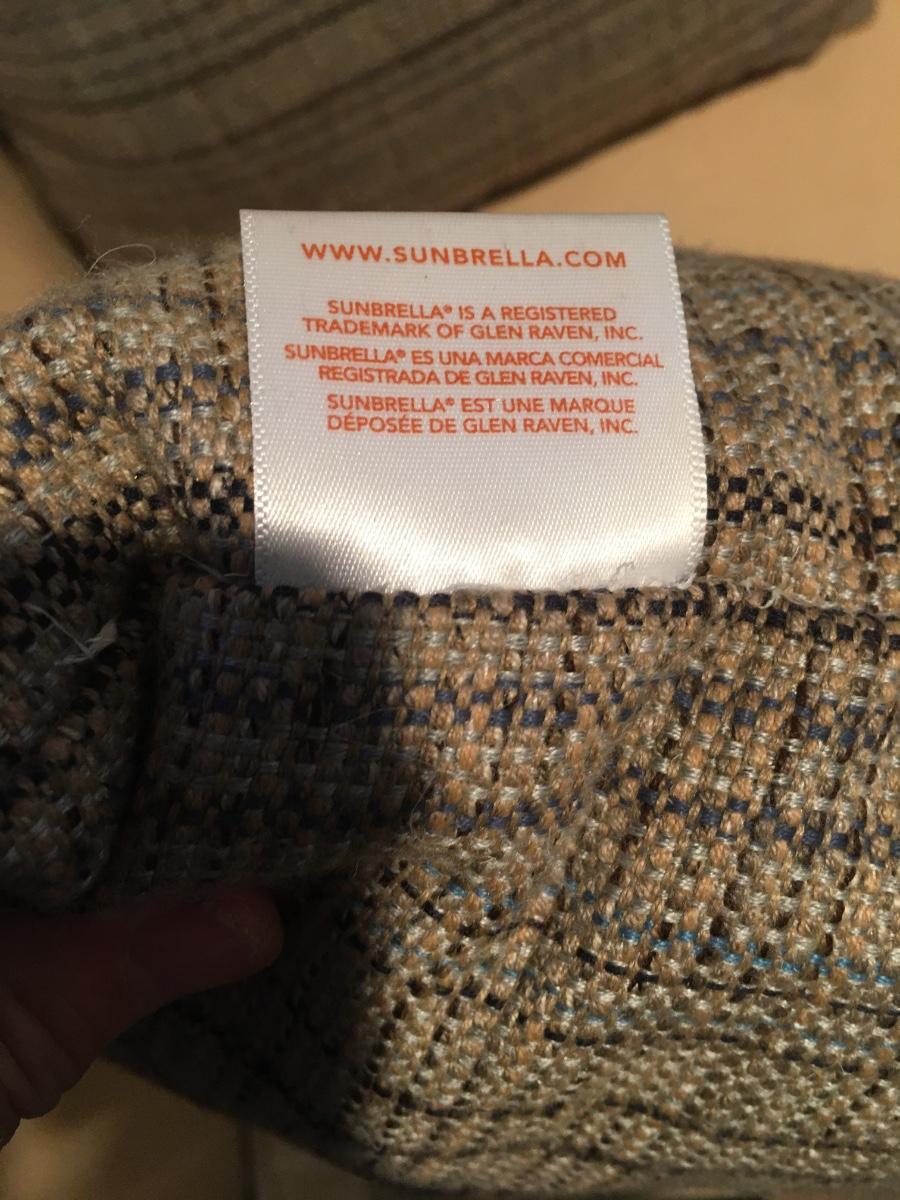 WWW.SUNBRELLA.COM
SUNBRELLA® IS A REGISTERED
TRADEMARK OF GLEN RAVEN, INC.
SUNBRELLA® ES UNA MARCA COMERCIAL
REGISTRADA DE GLEN RAVEN, INC.
SUNBRELLA® EST UNE MARQUE
DÉPOSÉE DE GLEN RAVEN, INC.